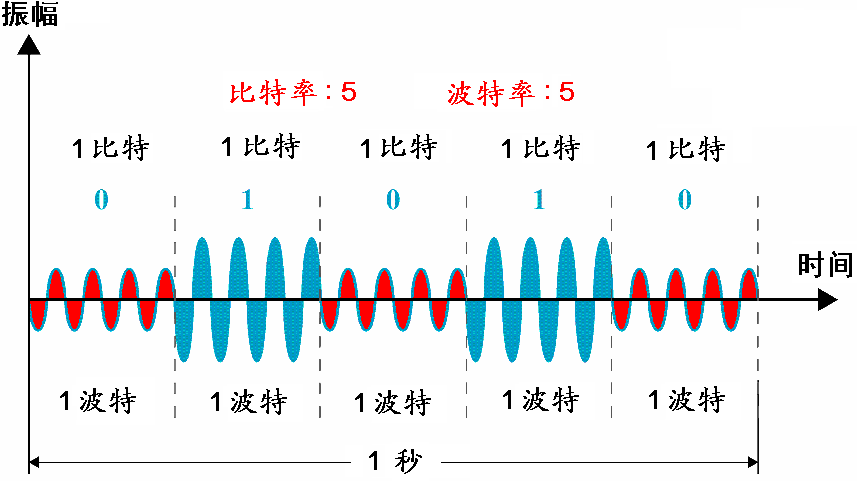 振幅
比特率：5 波特率：5
1比特 1比特 1比特 1比特 1比特
0 1 0 1 0
时间
1波特 1波特 1波特 1波特 1波特
1 秒